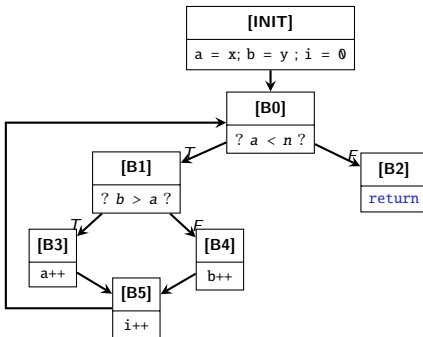 [INIT]
a = x; b = y ; i = 0
[B0]
? a < n ?
T
F
[B1]
? b > a ?
[B2]
return
T
F
[B3]
a++
[B4]
b++
[B5]
i++